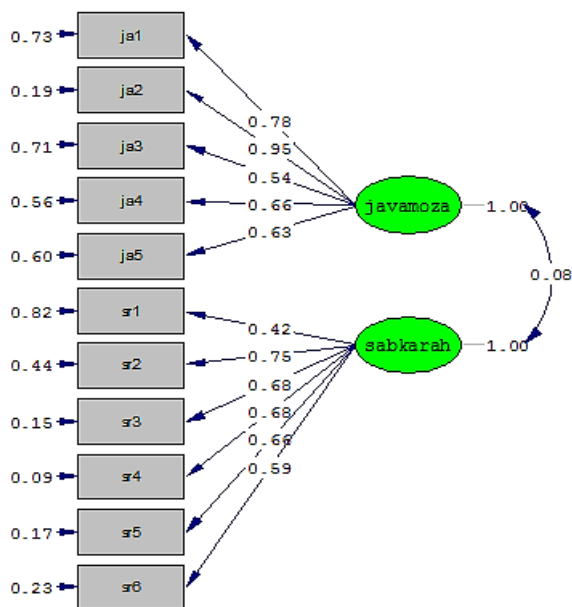 0.73 ja1
0.19 ja2
0.71 ja3
0.56 ja4
0.60 ja5
0.82 sr1
0.44 sr2
0.15 sr3
0.09 sr4
0.17 sr5
0.23 sr6
0.78
0.95
0.54
0.66
0.63
0.42
0.75
0.68
0.68
0.66
0.59
javamoza 1.00
0.08
sabkarah 1.00